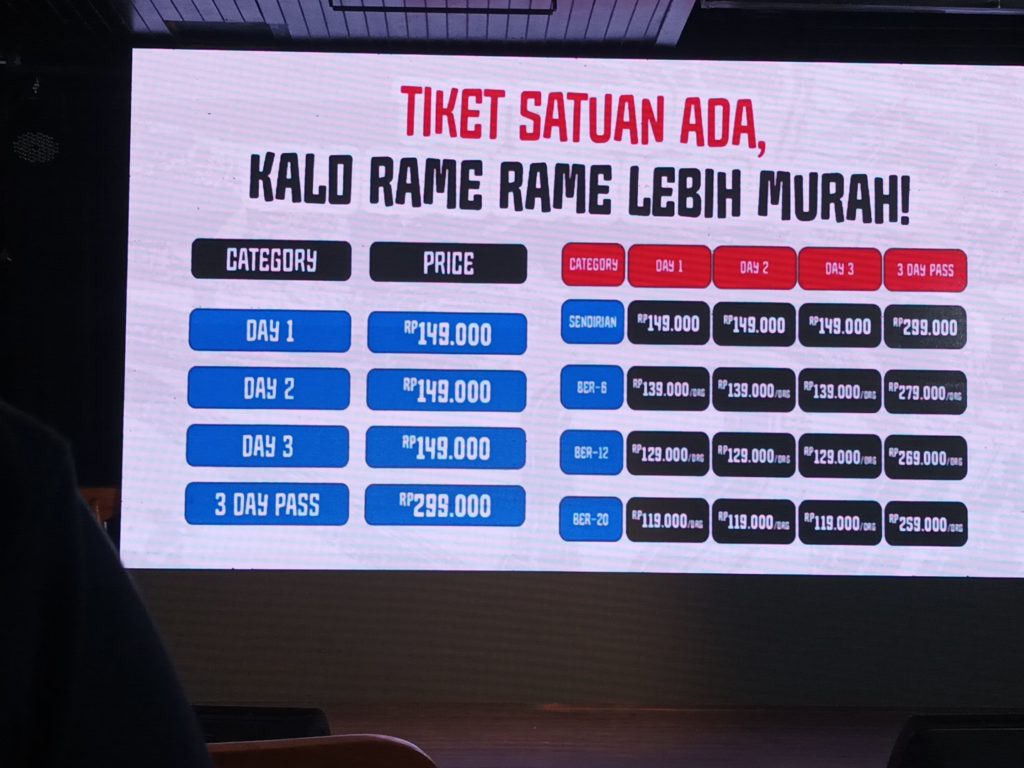 TIKET SATUAN ADA,
KALO RAME RAME LEBIH MURAH!
CATEGORY PRICE
DAY 1 RP149.000
DAY 2 RP149.000
DAY 3 RP149.000
3 DAY PASS RP299.000
CATEGORY DAY 1 DAY 2 DAY 3 3 DAY PASS
SENDIRIAN RP149.000 RP149.000 RP149.000 RP299.000
BER-6 RP139.000/ORG RP139.000/ORG RP139.000/ORG RP279.000/ORG
BER-12 RP129.000/ORG RP129.000/ORG RP129.000/ORG RP269.000/ORG
BER-20 RP119.000/ORG RP119.000/ORG RP119.000/ORG RP259.000/ORG